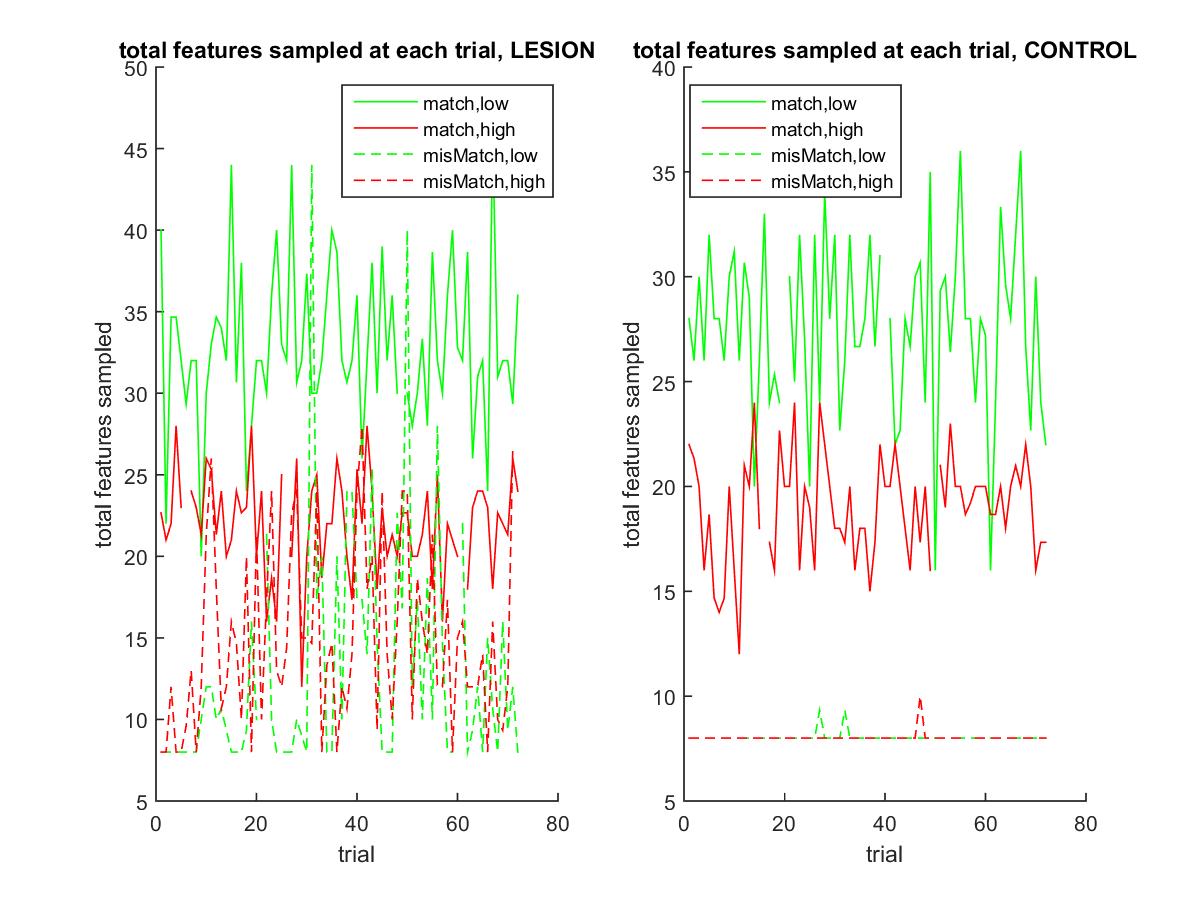 total features sampled at each trial, LESION
total features sampled
50
45
40
35
30
25
20
15
10
5
0
20
40
60
80
trial
match,low
match,high
misMatch,low
misMatch,high
total features sampled at each trial, CONTROL
total features sampled
40
35
30
25
20
15
10
5
0
20
40
60
80
trial
match,low
match,high
misMatch,low
misMatch,high